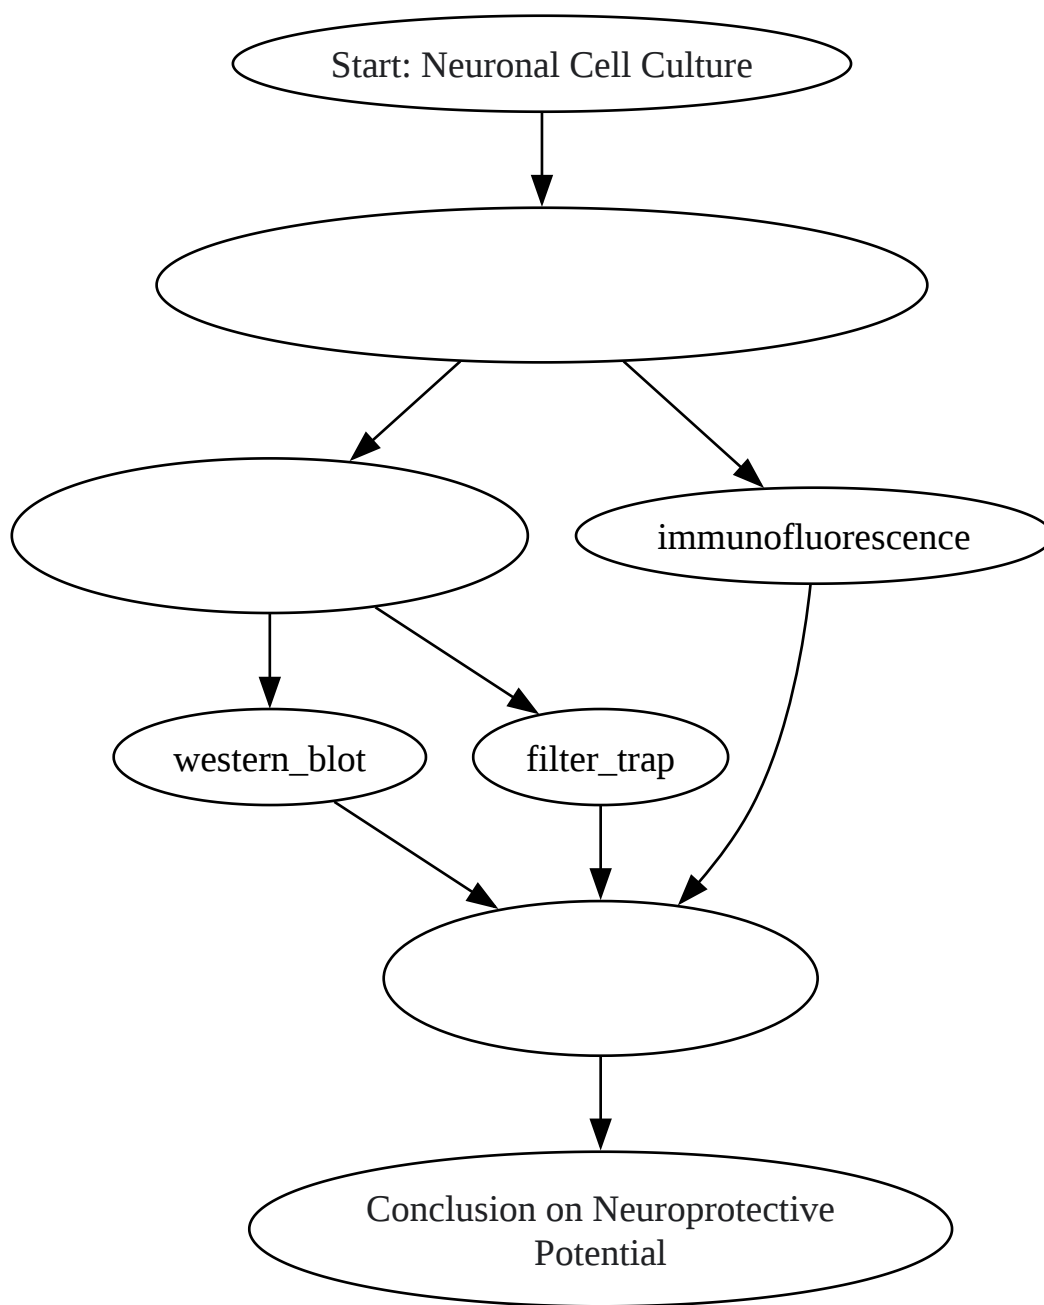 Start: Neuronal Cell Culture
immunofluorescence
western_blot
filter_trap
Conclusion on Neuroprotective
Potential